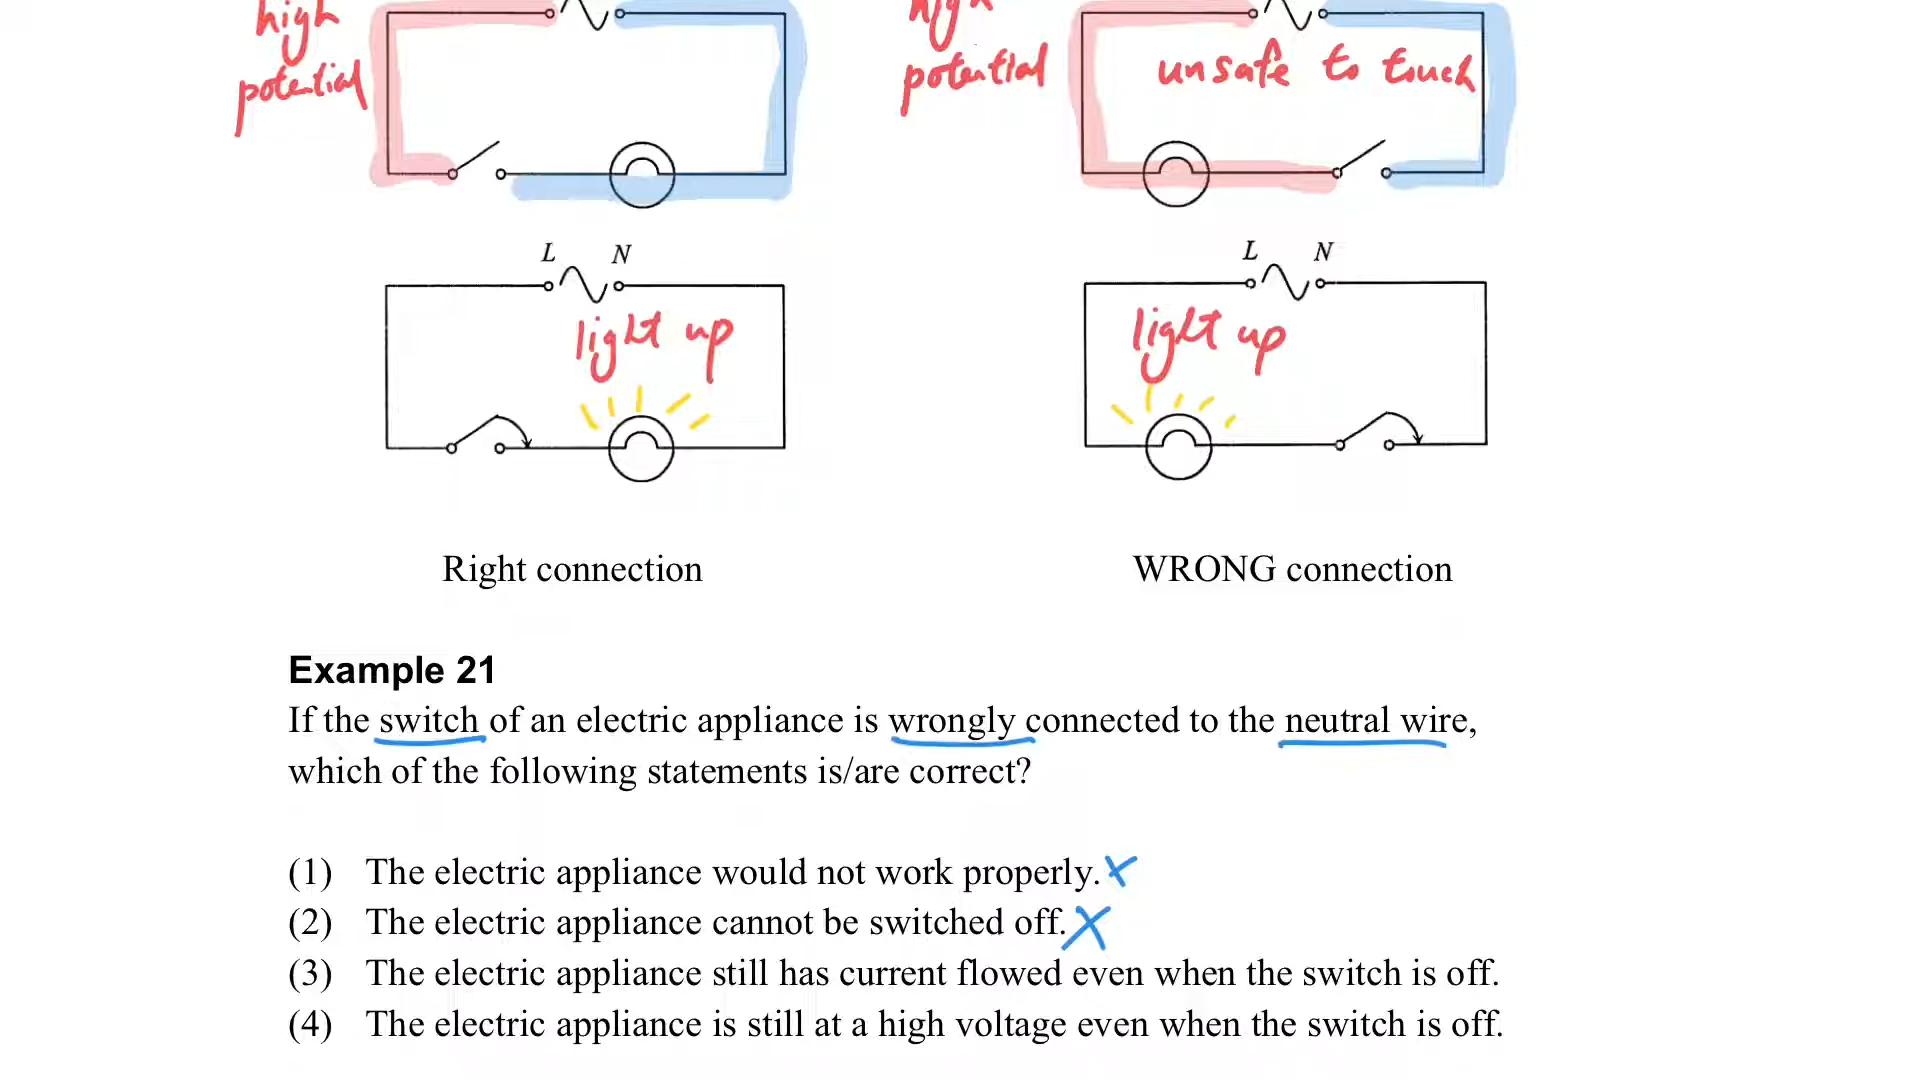 high
potential
high
potential
unsafe to touch
L N
L N
light up
light up
Right connection
WRONG connection
Example 21
If the switch of an electric appliance is wrongly connected to the neutral wire,
which of the following statements is/are correct?
(1) The electric appliance would not work properly.
(2) The electric appliance cannot be switched off.
(3) The electric appliance still has current flowed even when the switch is off.
(4) The electric appliance is still at a high voltage even when the switch is off.